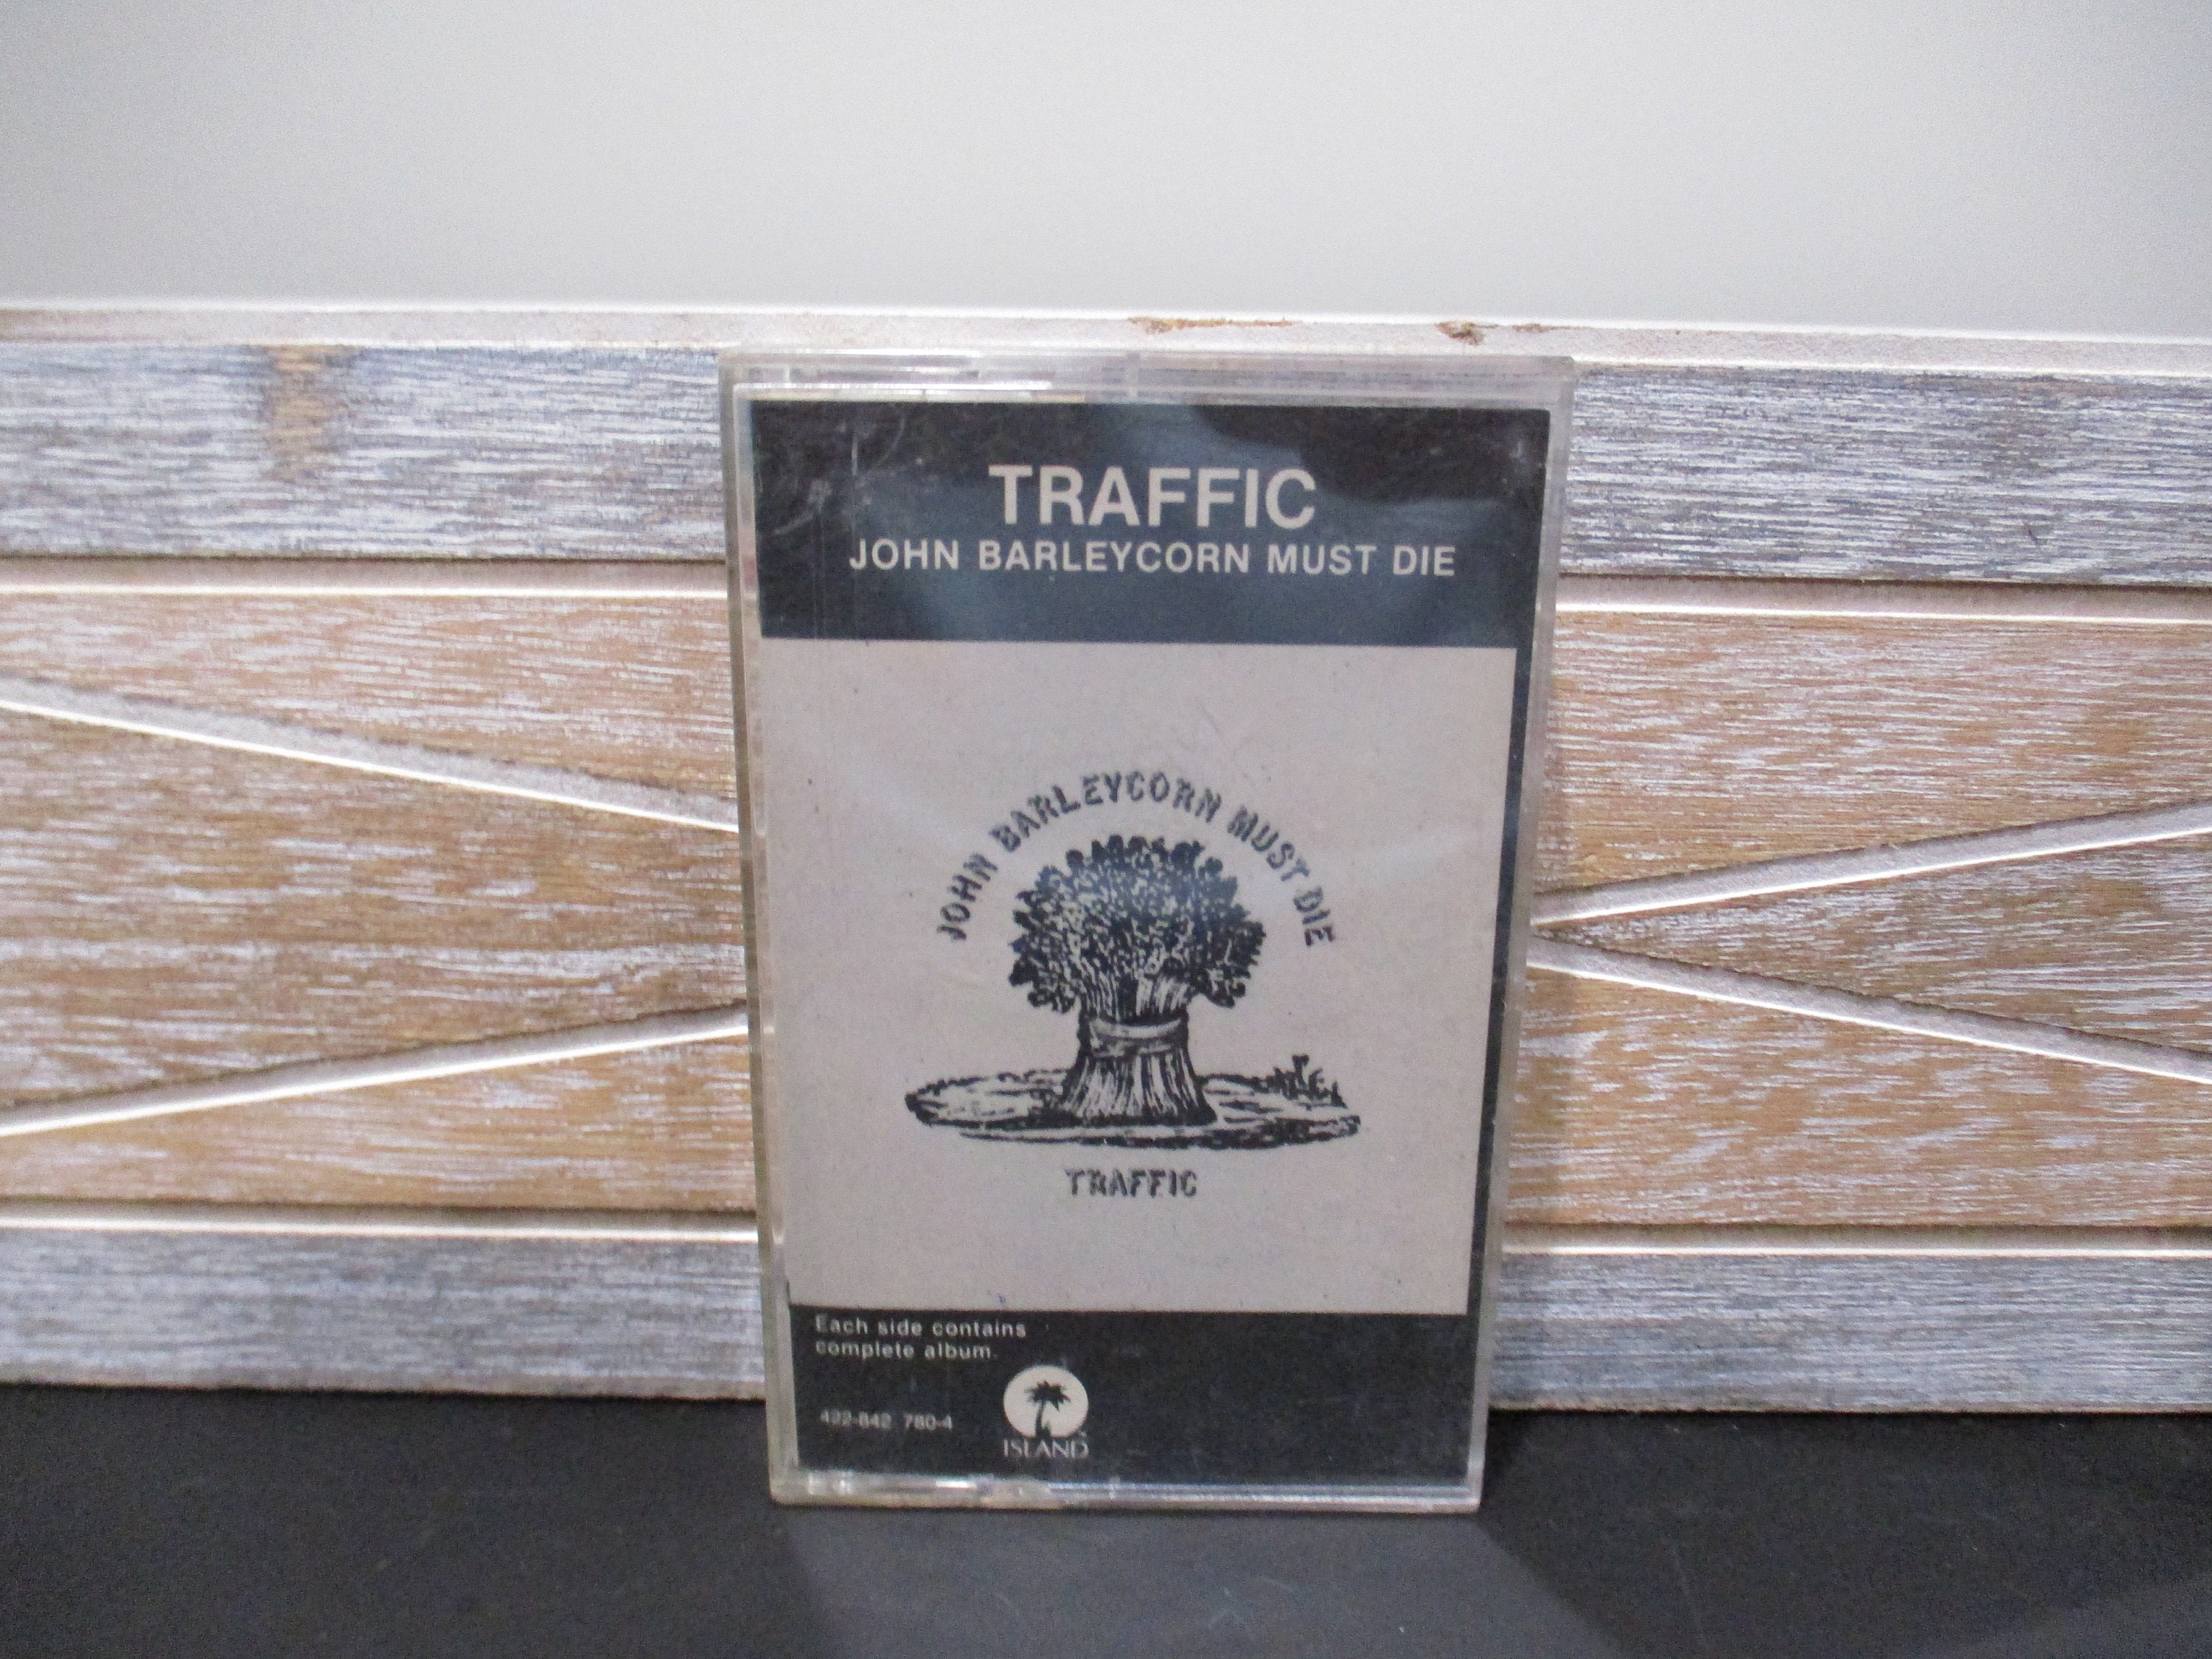 TRAFFIC
JOHN BARLEYCORN MUST DIE
JOHN BARLEYCORN MUST DIE
TRAFFIC
Each side contains
complete album.
422-842 780-4
ISLAND